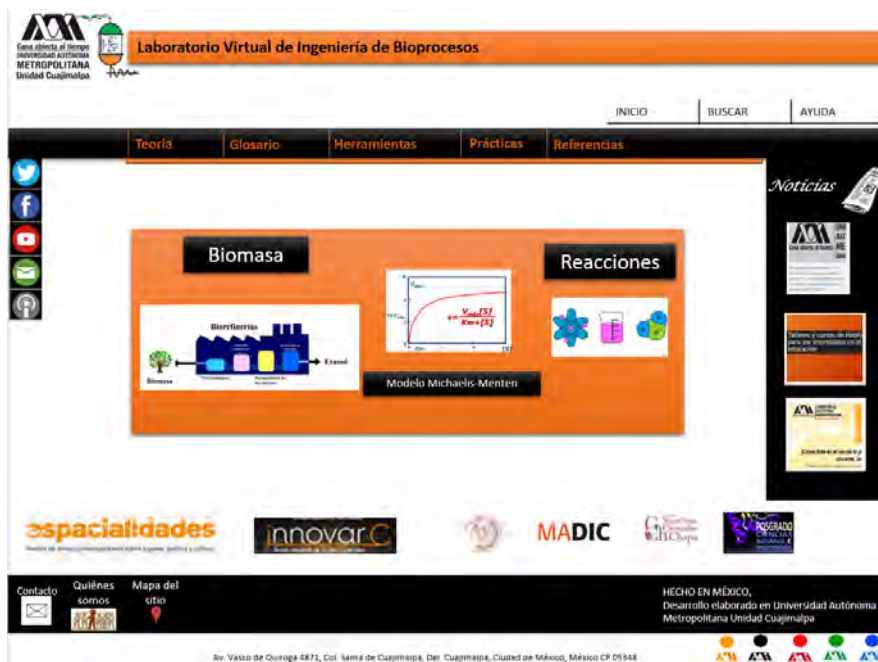 Casa abierta al tiempo
UNIVERSIDAD AUTÓNOMA
METROPOLITANA
Unidad Cuajimalpa
Laboratorio Virtual de Ingeniería de Bioprocesos
INICIO
BUSCAR
AYUDA
Teoría
Glosario
Herramientas
Prácticas
Referencias
Noticias
Biomasa
Reacciones
Biorrefinerías
Biomasa
Etanol
Modelo Michaelis-Menten
espacialidades
innovar.C
MADIC
POSGRADO
CIENCIAS
Contacto
Quiénes
somos
Mapa del
sitio
HECHO EN MÉXICO,
Desarrollo elaborado en Universidad Autónoma
Metropolitana Unidad Cuajimalpa
Av. Vasco de Quiroga 4871, Col. Santa fe Cuajimalpa, Del. Cuajimalpa, Ciudad de México, México CP 05348